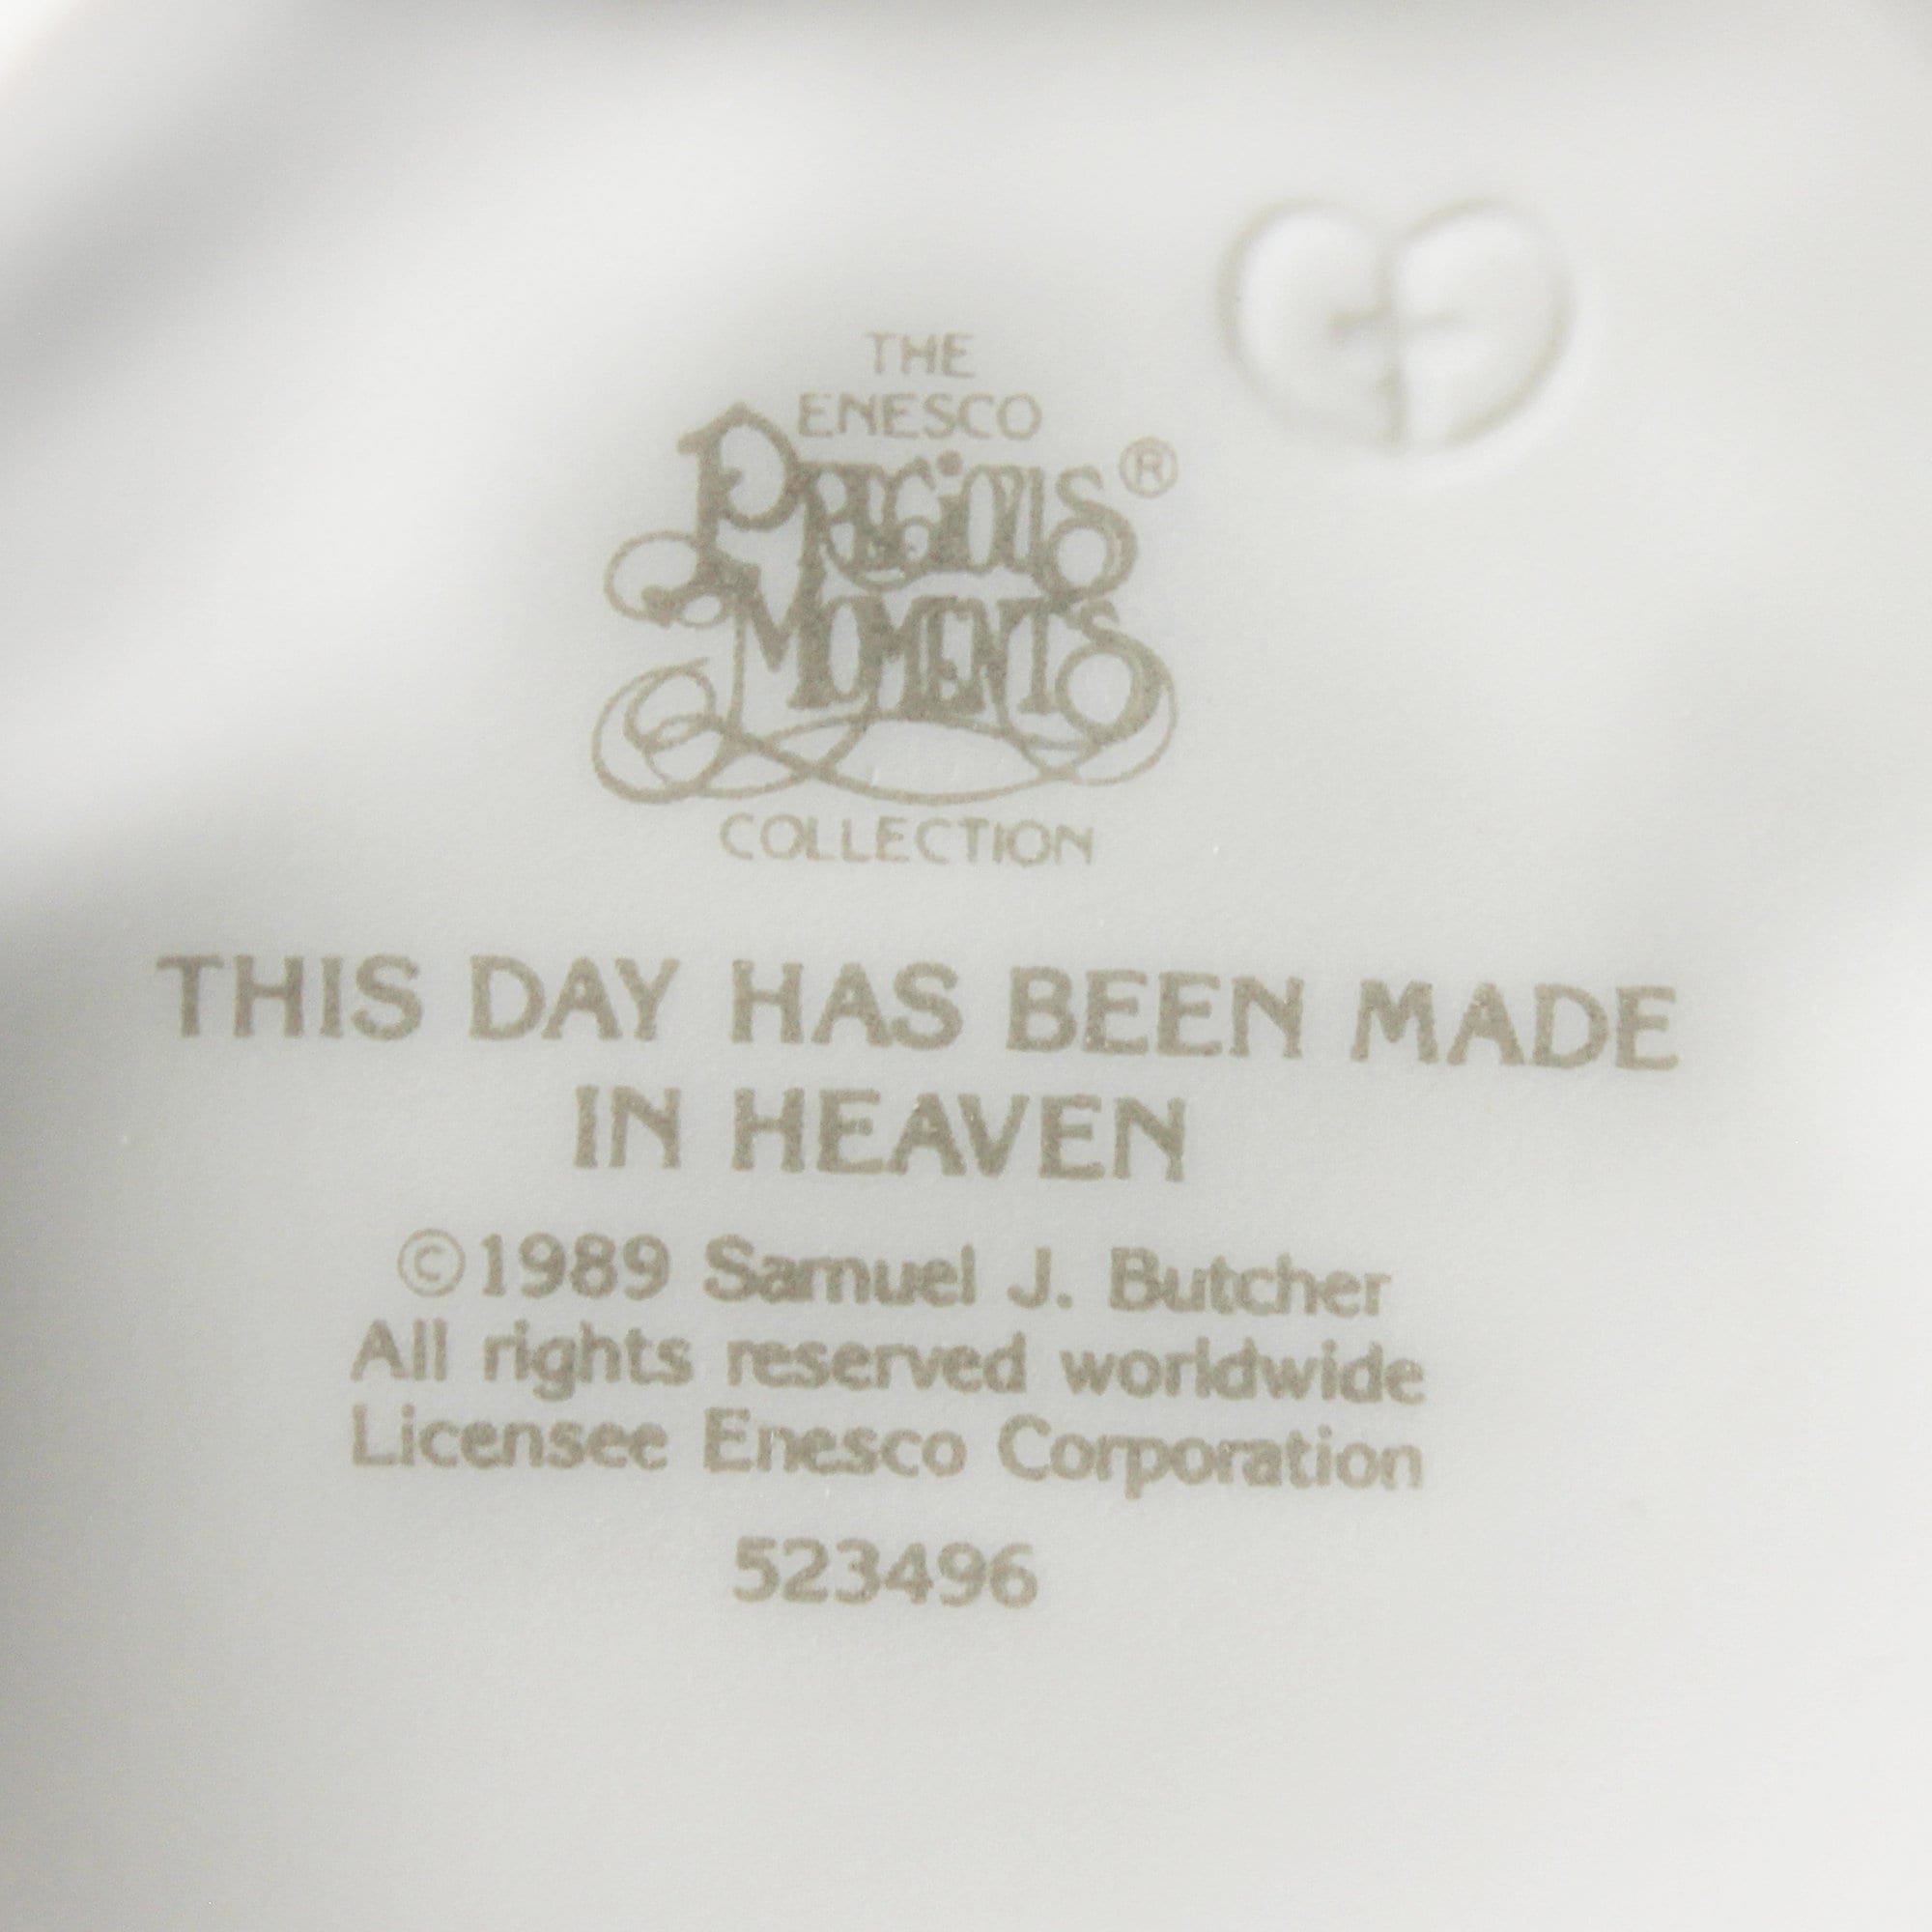 THE
ENESCO
PRECIOUS ®
MOMENTS
COLLECTION
THIS DAY HAS BEEN MADE
IN HEAVEN
©1989 Samuel J. Butcher
All rights reserved worldwide
Licensee Enesco Corporation
523496